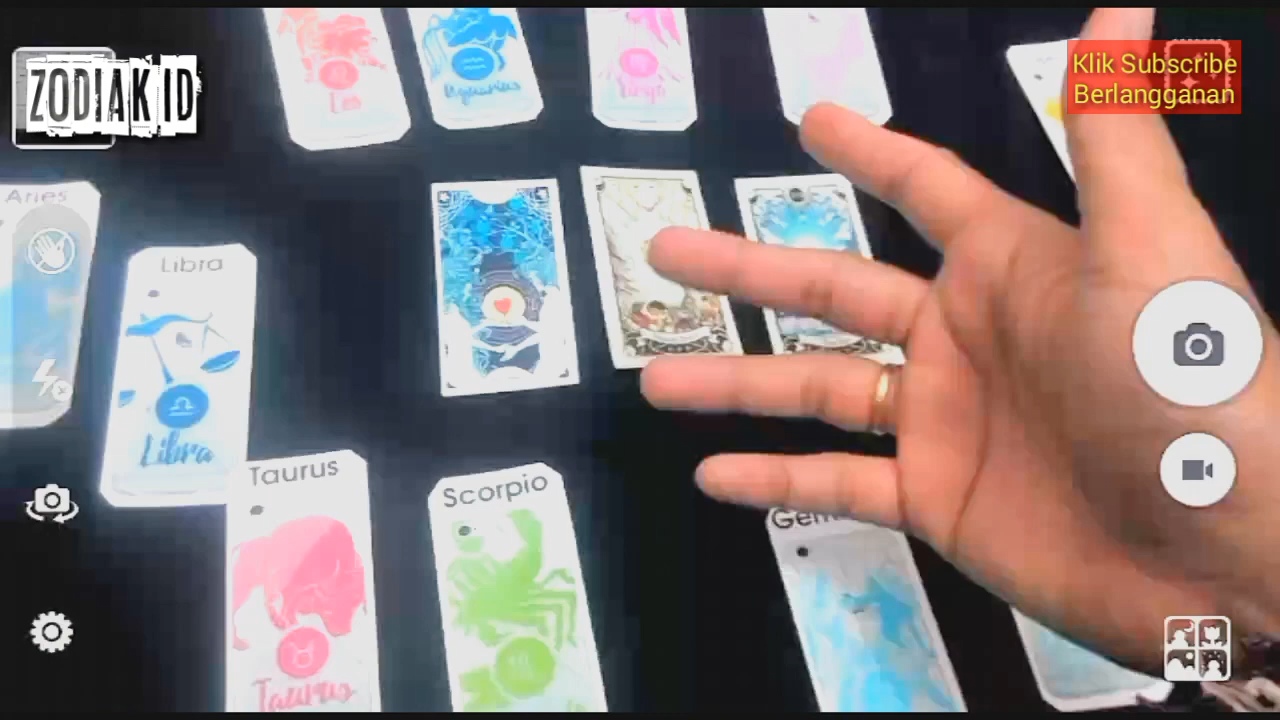 ZODIAK ID
Klik Subscribe
Berlangganan
Leo
Aquarius
Virgo
Aries
Libra
Libra
Taurus
Scorpio
Taurus